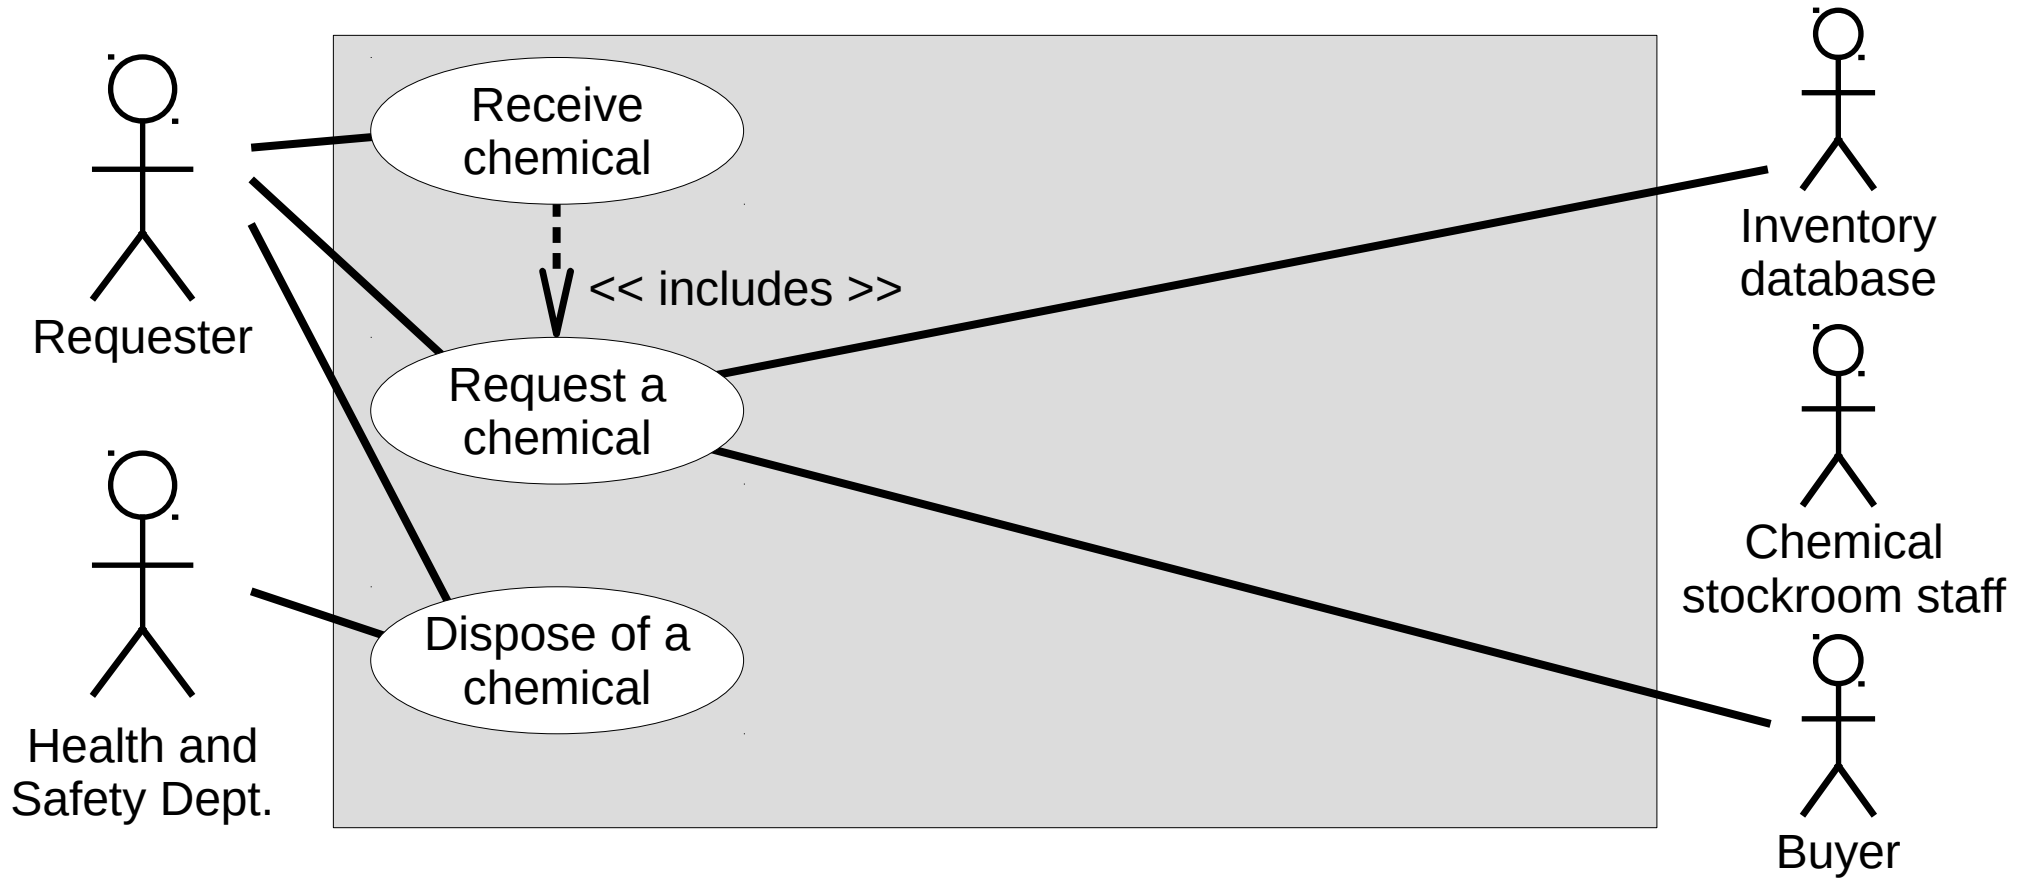 Requester
Health and
Safety Dept.
Receive
chemical
<< includes >>
Request a
chemical
Dispose of a
chemical
Inventory
database
Chemical
stockroom staff
Buyer